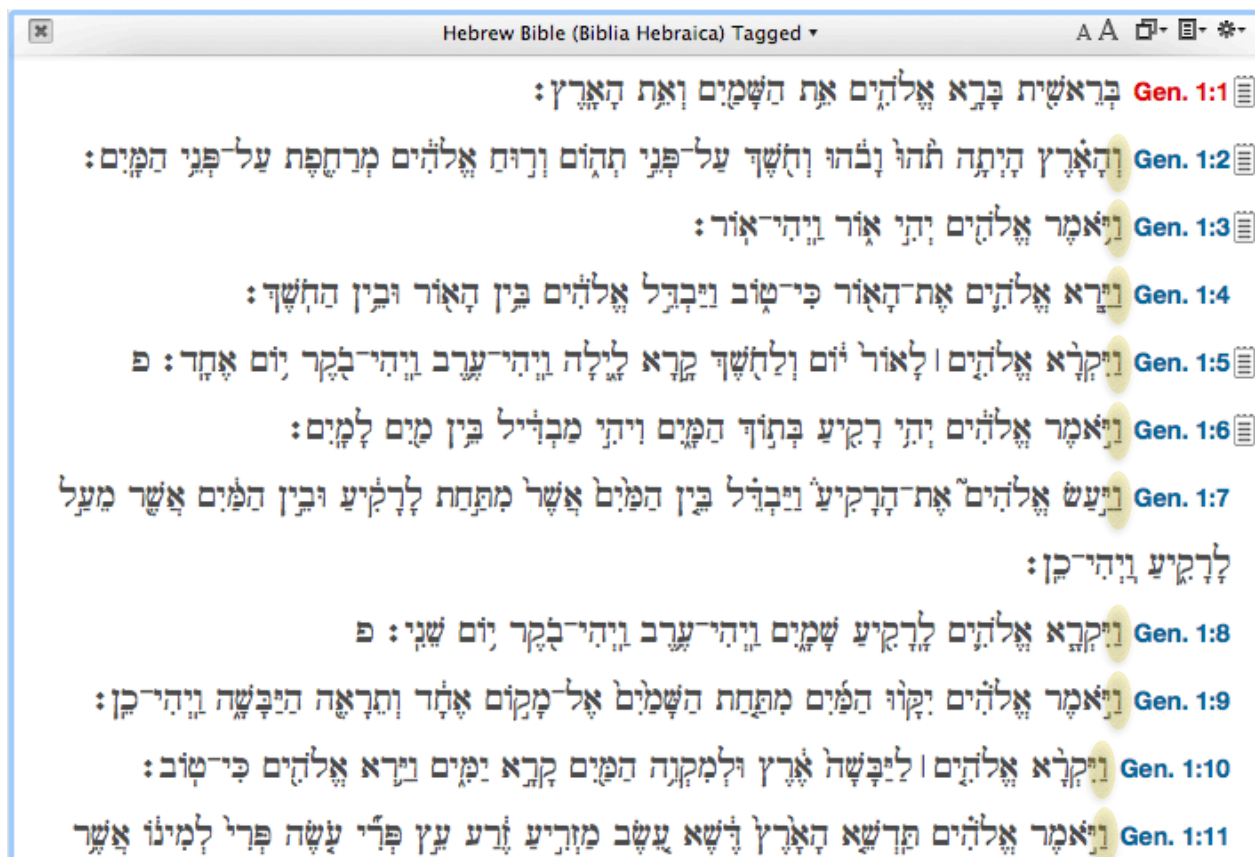 Hebrew Bible (Biblia Hebraica) Tagged ▾ A A
Gen. 1:1 בְּרֵאשִׁ֖ית בָּרָ֣א אֱלֹהִ֑ים אֵ֥ת הַשָּׁמַ֖יִם וְאֵ֥ת הָאָֽרֶץ׃
Gen. 1:2 וְהָאָ֗רֶץ הָיְתָ֥ה תֹ֙הוּ֙ וָבֹ֔הוּ וְחֹ֖שֶׁךְ עַל־פְּנֵ֣י תְה֑וֹם וְר֣וּחַ אֱלֹהִ֔ים מְרַחֶ֖פֶת עַל־פְּנֵ֥י הַמָּֽיִם׃
Gen. 1:3 וַיֹּ֥אמֶר אֱלֹהִ֖ים יְהִ֣י א֑וֹר וַֽיְהִי־אֽוֹר׃
Gen. 1:4 וַיַּ֧רְא אֱלֹהִ֛ים אֶת־הָא֖וֹר כִּי־ט֑וֹב וַיַּבְדֵּ֣ל אֱלֹהִ֔ים בֵּ֥ין הָא֖וֹר וּבֵ֥ין הַחֹֽשֶׁךְ׃
Gen. 1:5 וַיִּקְרָ֨א אֱלֹהִ֤ים׀ לָאוֹר֙ י֔וֹם וְלַחֹ֖שֶׁךְ קָ֣רָא לָ֑יְלָה וַֽיְהִי־עֶ֥רֶב וַֽיְהִי־בֹ֖קֶר י֥וֹם אֶחָֽד׃ פ
Gen. 1:6 וַיֹּ֣אמֶר אֱלֹהִ֔ים יְהִ֥י רָקִ֖יעַ בְּת֣וֹךְ הַמָּ֑יִם וִיהִ֣י מַבְדִּ֔יל בֵּ֥ין מַ֖יִם לָמָֽיִם׃
Gen. 1:7 וַיַּ֣עַשׂ אֱלֹהִים֮ אֶת־הָרָקִיעַ֒ וַיַּבְדֵּ֗ל בֵּ֤ין הַמַּ֙יִם֙ אֲשֶׁר֙ מִתַּ֣חַת לָרָקִ֔יעַ וּבֵ֣ין הַמַּ֔יִם אֲשֶׁ֖ר מֵעַ֣ל
לָרָקִ֑יעַ וַֽיְהִי־כֵֽן׃
Gen. 1:8 וַיִּקְרָ֧א אֱלֹהִ֛ים לָֽרָקִ֖יעַ שָׁמָ֑יִם וַֽיְהִי־עֶ֥רֶב וַֽיְהִי־בֹ֖קֶר י֥וֹם שֵׁנִֽי׃ פ
Gen. 1:9 וַיֹּ֣אמֶר אֱלֹהִ֗ים יִקָּו֨וּ הַמַּ֜יִם מִתַּ֤חַת הַשָּׁמַ֙יִם֙ אֶל־מָק֣וֹם אֶחָ֔ד וְתֵרָאֶ֖ה הַיַּבָּשָׁ֑ה וַֽיְהִי־כֵֽן׃
Gen. 1:10 וַיִּקְרָ֨א אֱלֹהִ֤ים׀ לַיַּבָּשָׁה֙ אֶ֔רֶץ וּלְמִקְוֵ֥ה הַמַּ֖יִם קָרָ֣א יַמִּ֑ים וַיַּ֥רְא אֱלֹהִ֖ים כִּי־טֽוֹב׃
Gen. 1:11 וַיֹּ֣אמֶר אֱלֹהִ֗ים תַּֽדְשֵׁ֤א הָאָ֙רֶץ֙ דֶּ֔שֶׁא עֵ֚שֶׂב מַזְרִ֣יעַ זֶ֔רַע עֵ֣ץ פְּרִ֞י עֹ֤שֶׂה פְּרִי֙ לְמִינ֔וֹ אֲשֶׁ֥ר